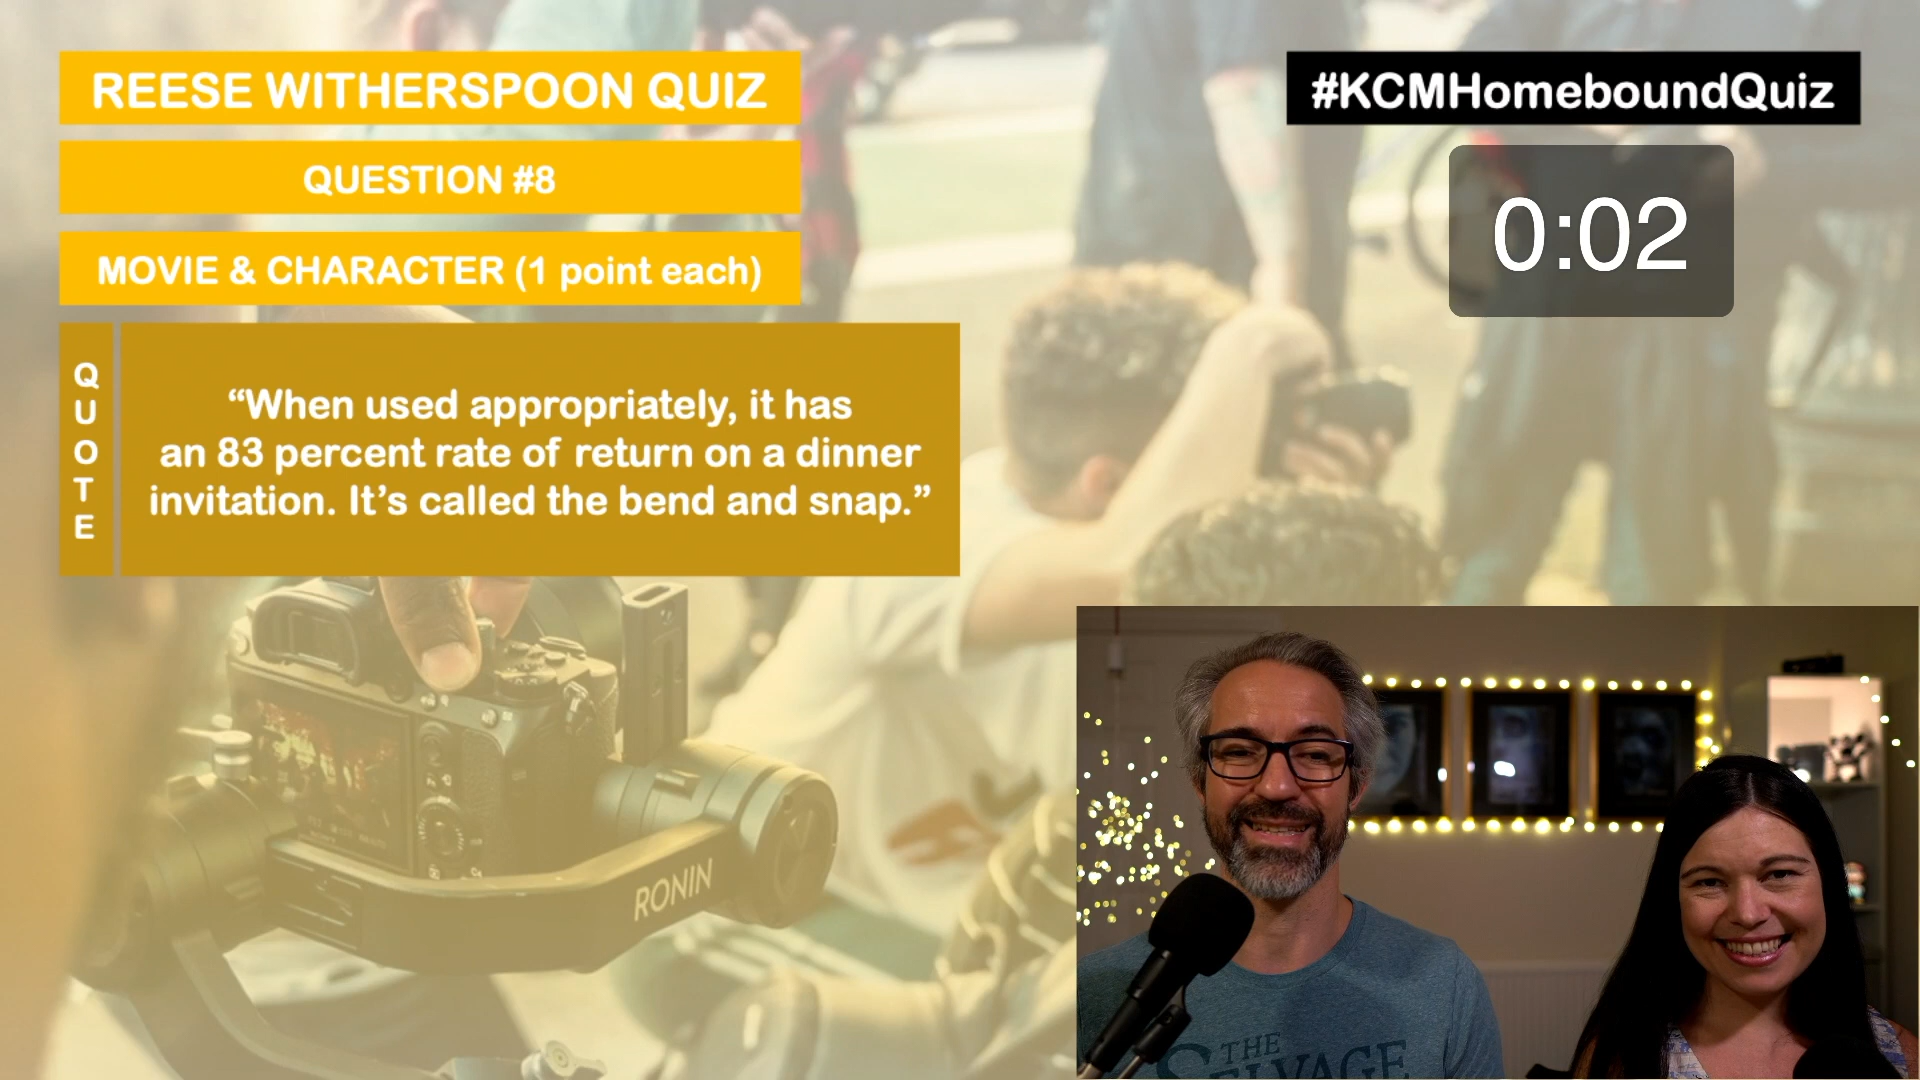 REESE WITHERSPOON QUIZ
#KCMHomeboundQuiz
QUESTION #8
0:02
MOVIE & CHARACTER (1 point each)
QUOTE
“When used appropriately, it has
an 83 percent rate of return on a dinner
invitation. It’s called the bend and snap.”
RONIN
THE
SELVAGE